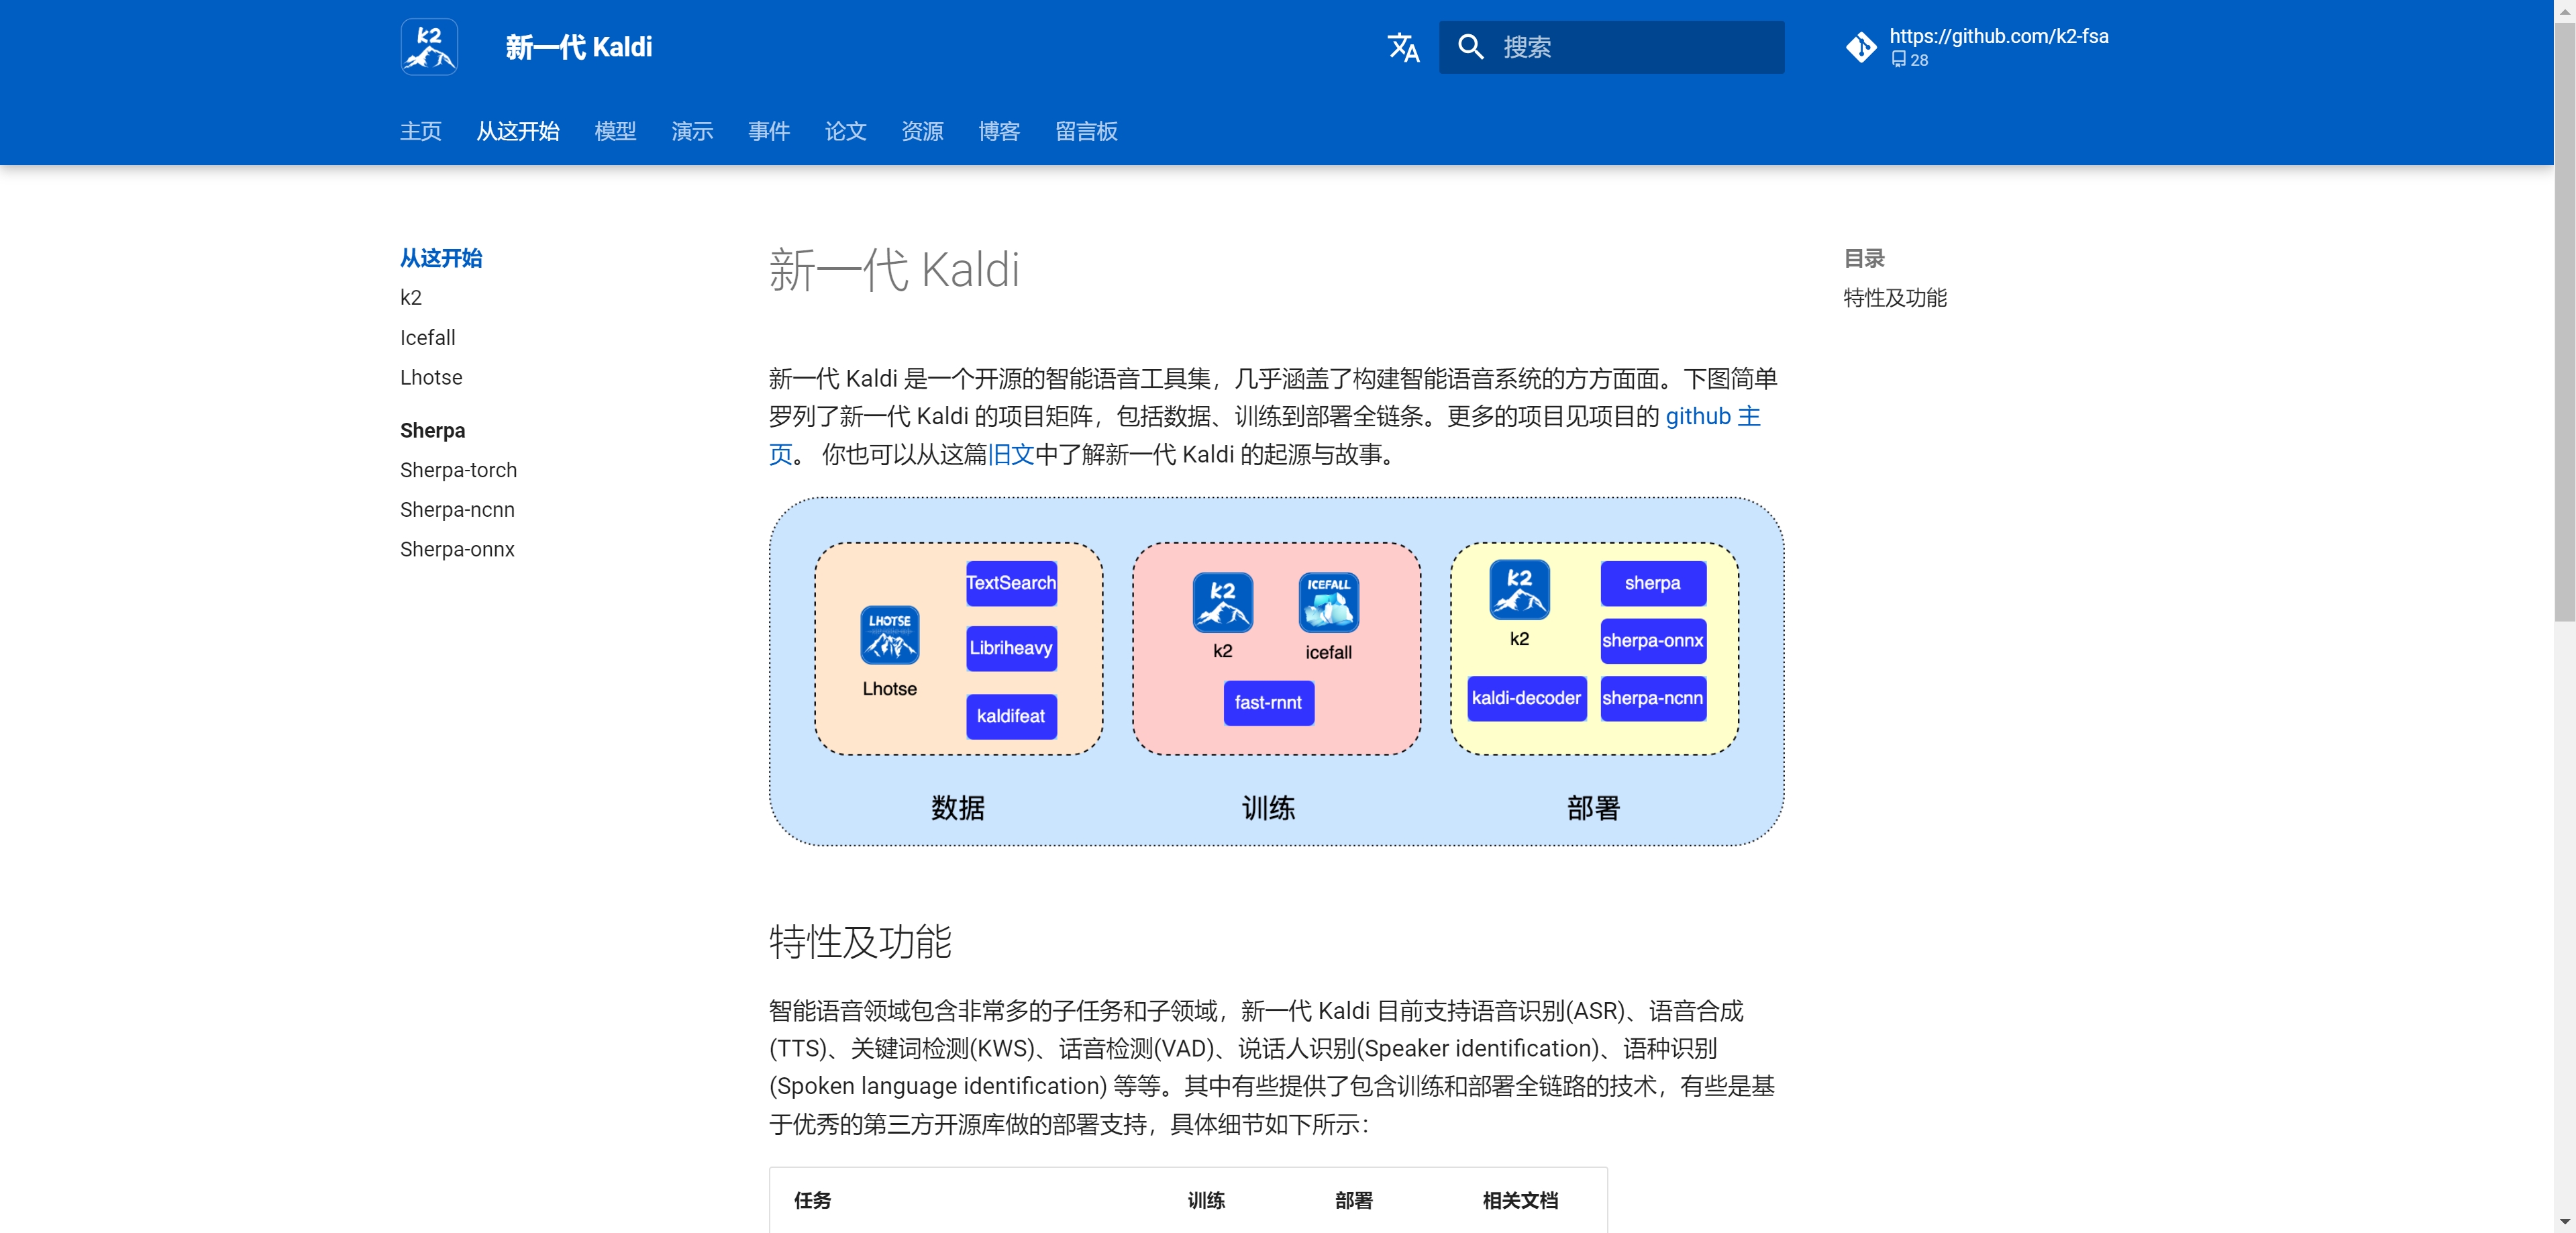 k2
新一代 Kaldi
搜索
https://github.com/k2-fsa
28
主页 从这开始 模型 演示 事件 论文 资源 博客 留言板
从这开始
k2
Icefall
Lhotse
Sherpa
Sherpa-torch
Sherpa-ncnn
Sherpa-onnx
新一代 Kaldi
新一代 Kaldi 是一个开源的智能语音工具集，几乎涵盖了构建智能语音系统的方方面面。下图简单
罗列了新一代 Kaldi 的项目矩阵，包括数据、训练到部署全链条。更多的项目见项目的 github 主
页。 你也可以从这篇旧文中了解新一代 Kaldi 的起源与故事。
LHOTSE
Lhotse
TextSearch
Libriheavy
kaldifeat
数据
k2
k2
ICEFALL
icefall
fast-rnnt
训练
k2
k2
kaldi-decoder
sherpa
sherpa-onnx
sherpa-ncnn
部署
特性及功能
智能语音领域包含非常多的子任务和子领域，新一代 Kaldi 目前支持语音识别(ASR)、语音合成
(TTS)、关键词检测(KWS)、话音检测(VAD)、说话人识别(Speaker identification)、语种识别
(Spoken language identification) 等等。其中有些提供了包含训练和部署全链路的技术，有些是基
于优秀的第三方开源库做的部署支持，具体细节如下所示：
任务 训练 部署 相关文档
目录
特性及功能